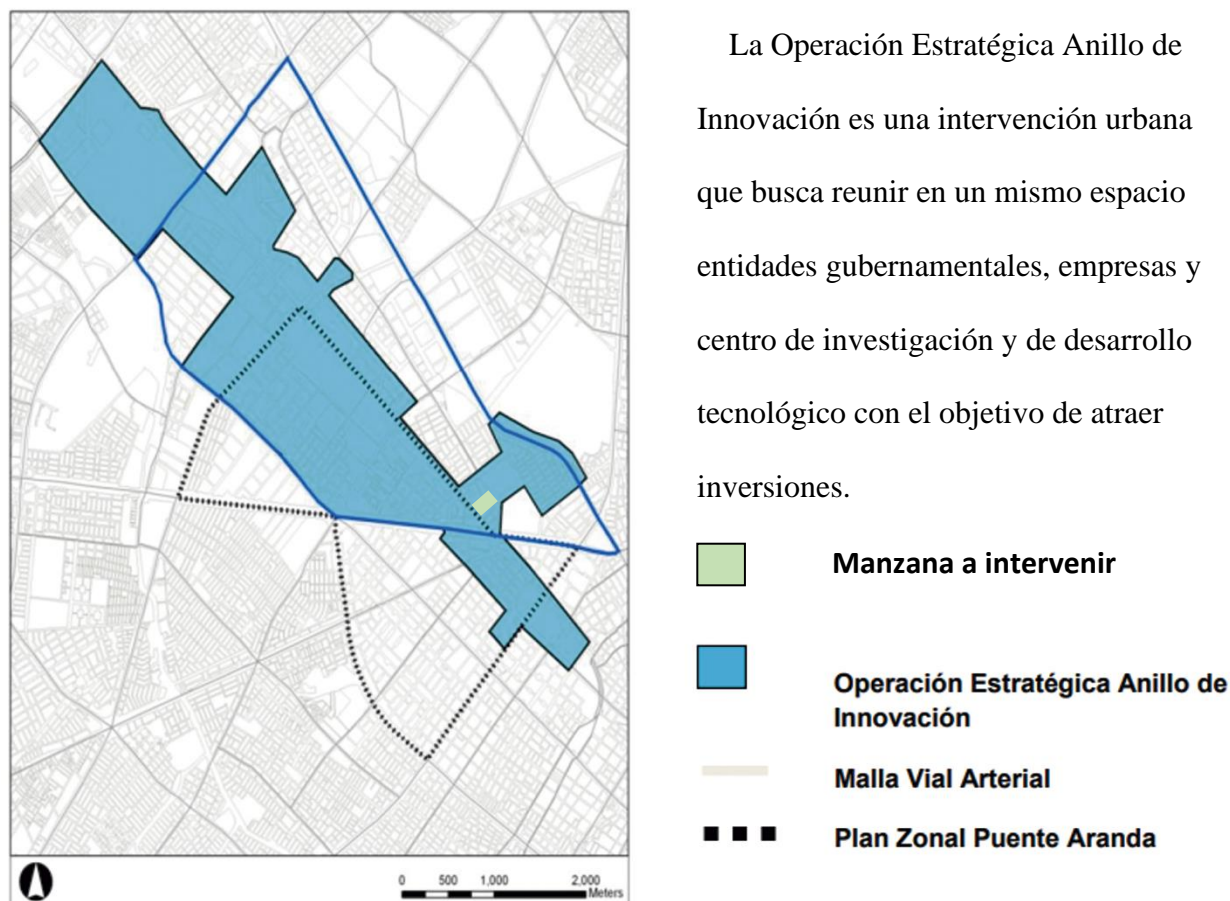 La Operación Estratégica Anillo de
Innovación es una intervención urbana
que busca reunir en un mismo espacio
entidades gubernamentales, empresas y
centro de investigación y de desarrollo
tecnológico con el objetivo de atraer
inversiones.
Manzana a intervenir
Operación Estratégica Anillo de
Innovación
Malla Vial Arterial
Plan Zonal Puente Aranda
0 500 1,000 2,000
Meters